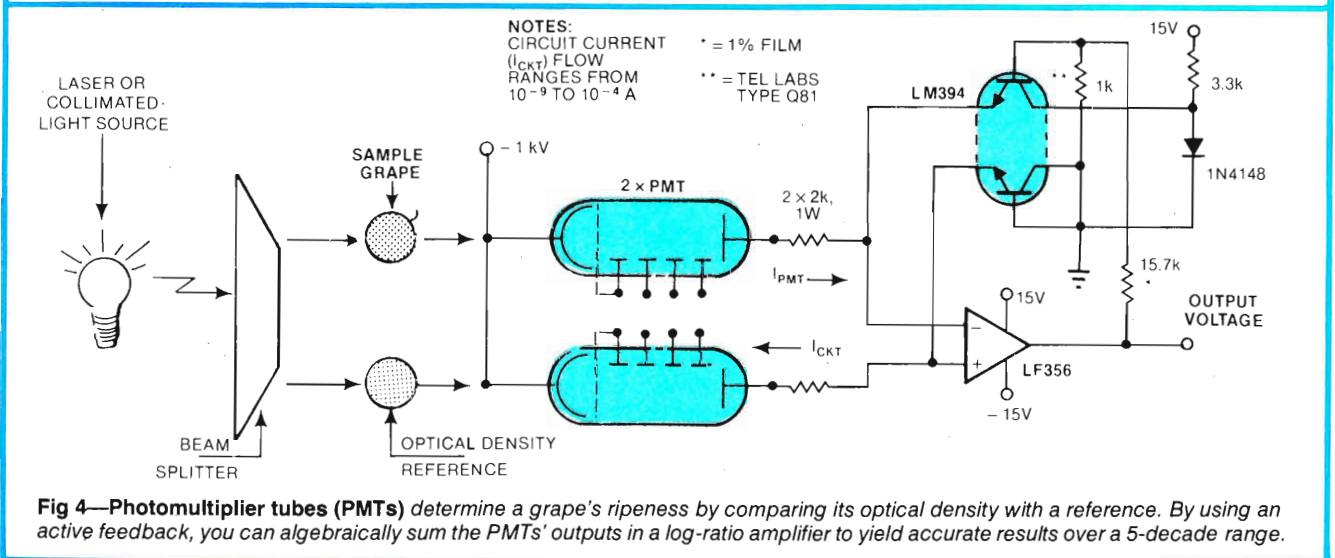 NOTES:
CIRCUIT CURRENT
(ICKT) FLOW
RANGES FROM
10⁻⁹ TO 10⁻⁴ A
* = 1% FILM
** = TEL LABS
TYPE Q81
LASER OR
COLLIMATED-
LIGHT SOURCE
SAMPLE
GRAPE
– 1 kV
2 x PMT
2 x 2k,
1W
IPMT
ICKT
LM394
**
1k
15V
3.3k
1N4148
15.7k
*
15V
OUTPUT
VOLTAGE
–
+
LF356
– 15V
BEAM
SPLITTER
OPTICAL DENSITY
REFERENCE
Fig 4—Photomultiplier tubes (PMTs) determine a grape's ripeness by comparing its optical density with a reference. By using an
active feedback, you can algebraically sum the PMTs' outputs in a log-ratio amplifier to yield accurate results over a 5-decade range.